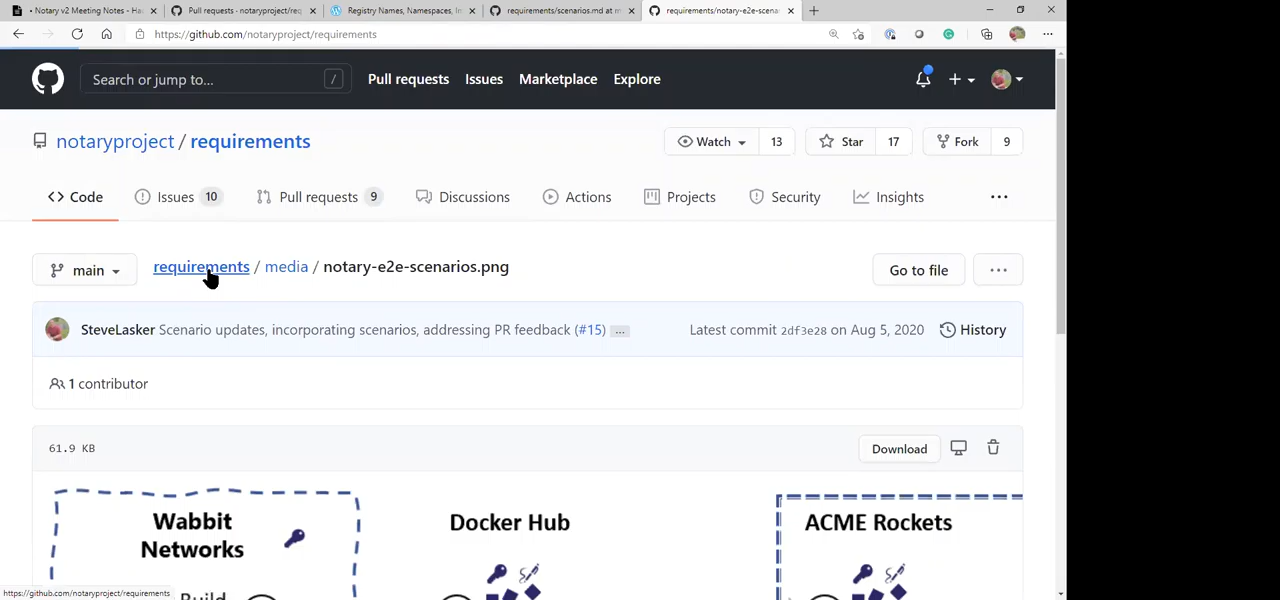 Notary v2 Meeting Notes - Ha
Pull requests · notaryproject/req
Registry Names, Namespaces, In
requirements/scenarios.md at m
requirements/notary-e2e-scena
https://github.com/notaryproject/requirements
Search or jump to...
/
Pull requests
Issues
Marketplace
Explore
notaryproject / requirements
Watch 13
Star 17
Fork 9
Code
Issues 10
Pull requests 9
Discussions
Actions
Projects
Security
Insights
main
requirements / media / notary-e2e-scenarios.png
Go to file
SteveLasker Scenario updates, incorporating scenarios, addressing PR feedback (#15) ...
Latest commit 2df3e28 on Aug 5, 2020
History
1 contributor
61.9 KB
Download
Wabbit
Networks
Docker Hub
ACME Rockets
Build
https://github.com/notaryproject/requirements